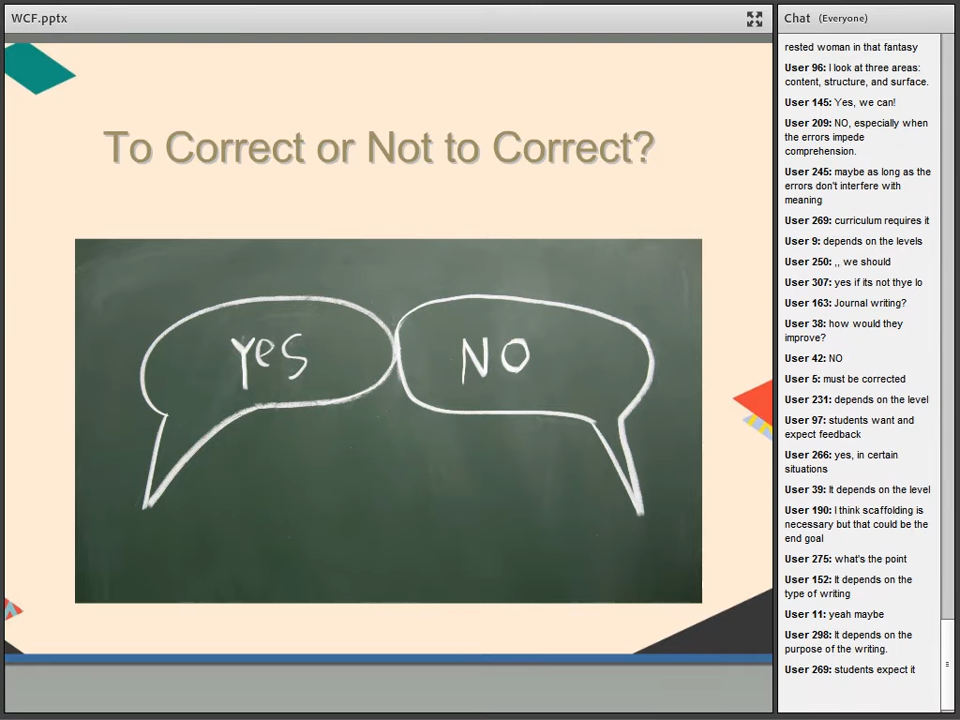 WCF.pptx
To Correct or Not to Correct?
Yes
NO
Chat (Everyone)
rested woman in that fantasy
User 96: I look at three areas:
content, structure, and surface.
User 145: Yes, we can!
User 209: NO, especially when
the errors impede
comprehension.
User 245: maybe as long as the
errors don't interfere with
meaning
User 269: curriculum requires it
User 9: depends on the levels
User 250: ,, we should
User 307: yes if its not thye lo
User 163: Journal writing?
User 38: how would they
improve?
User 42: NO
User 5: must be corrected
User 231: depends on the level
User 97: students want and
expect feedback
User 266: yes, in certain
situations
User 39: It depends on the level
User 190: I think scaffolding is
necessary but that could be the
end goal
User 275: what's the point
User 152: It depends on the
type of writing
User 11: yeah maybe
User 298: It depends on the
purpose of the writing.
User 269: students expect it